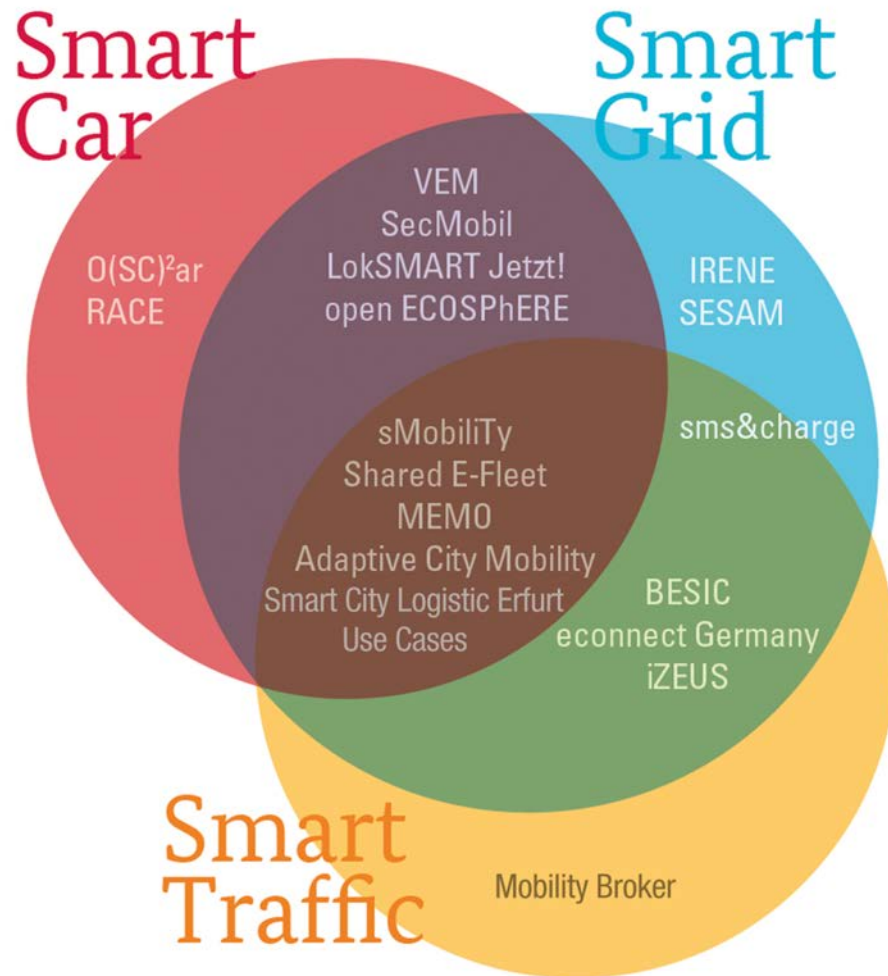 Smart
Car
Smart
Grid
VEM
SecMobil
LokSMART Jetzt!
open ECOSPhERE
O(SC)²ar
RACE
IRENE
SESAM
sms&charge
sMobiliTy
Shared E-Fleet
MEMO
Adaptive City Mobility
Smart City Logistic Erfurt
Use Cases
BESIC
econnect Germany
iZEUS
Smart
Traffic
Mobility Broker